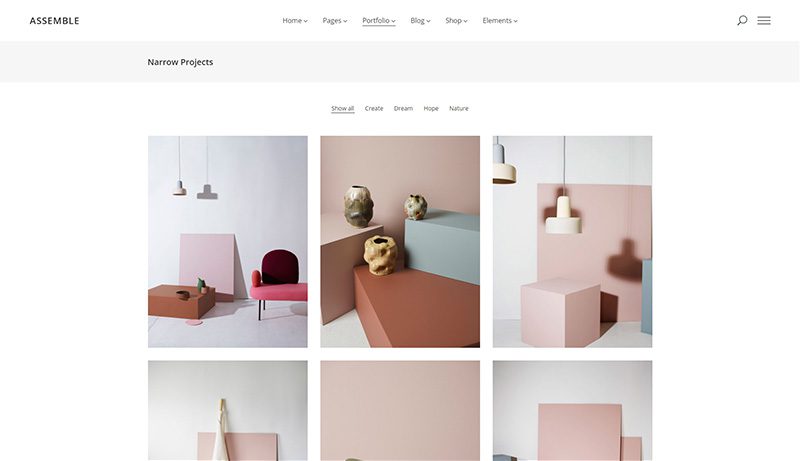 ASSEMBLE
Home Pages Portfolio Blog Shop Elements
Narrow Projects
Show all Create Dream Hope Nature